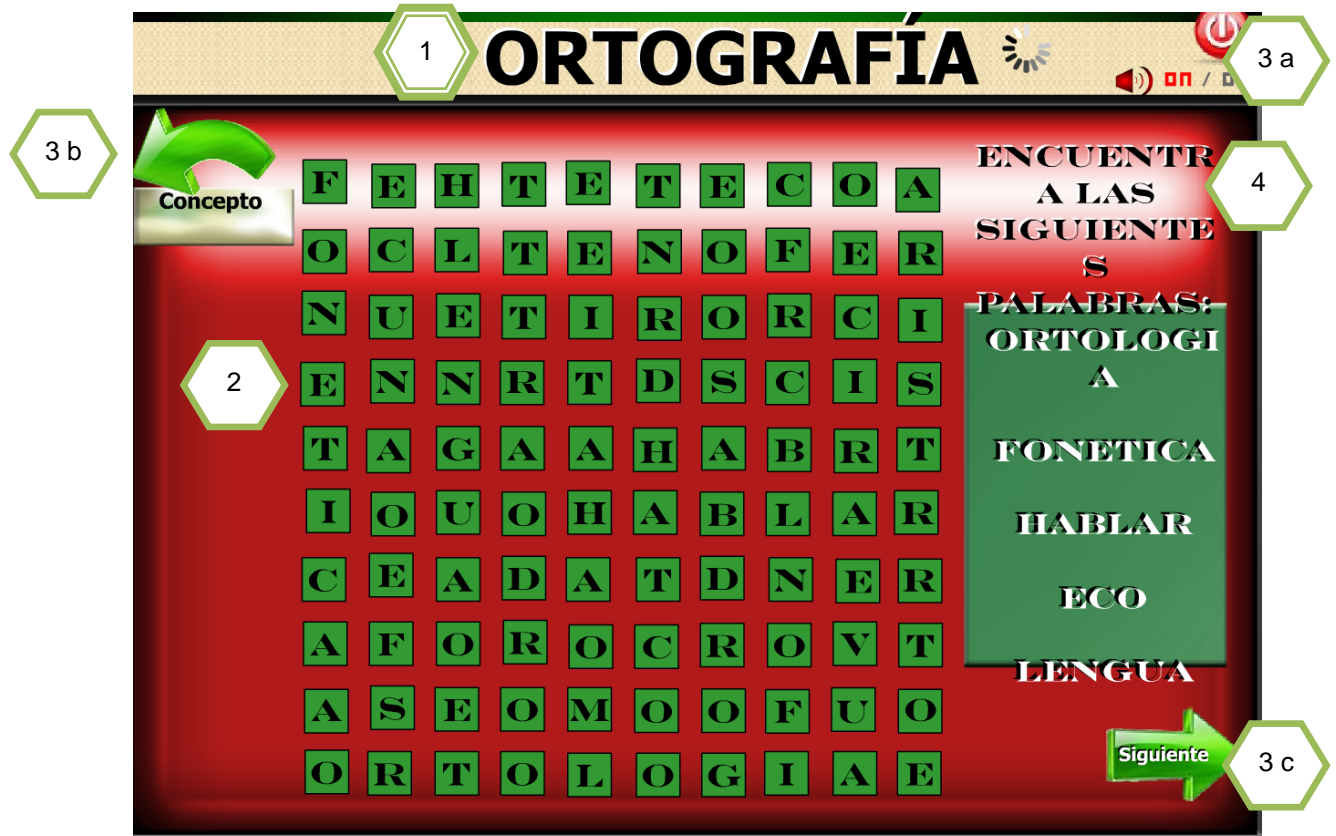 1
ORTOGRAFÍA
3 a
on /
3 b
Concepto
F E H T E T E C O A
O C L T E N O F E R
N U E T I R O R C I
2
E N N R T D S C I S
T A G A A H A B R T
I O U O H A B L A R
C E A D A T D N E R
A F O R O C R O V T
A S E O M O O F U O
O R T O L O G I A E
ENCUENTR
A LAS
SIGUIENTE
S
PALABRAS:
4
ORTOLOGI
A
FONETICA
HABLAR
ECO
LENGUA
Siguiente
3 c